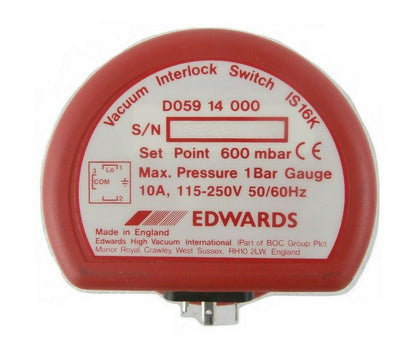 Vacuum Interlock Switch IS16K
D059 14 000
S/N
Set Point 600 mbar CE
Max. Pressure 1Bar Gauge
10A, 115-250V 50/60Hz
3 Lo 1
COM
2
EDWARDS
Made in England
Edwards High Vacuum International (Part of BOC Group Plc)
Manor Royal, Crawley, West Sussex, RH10 2LW, England